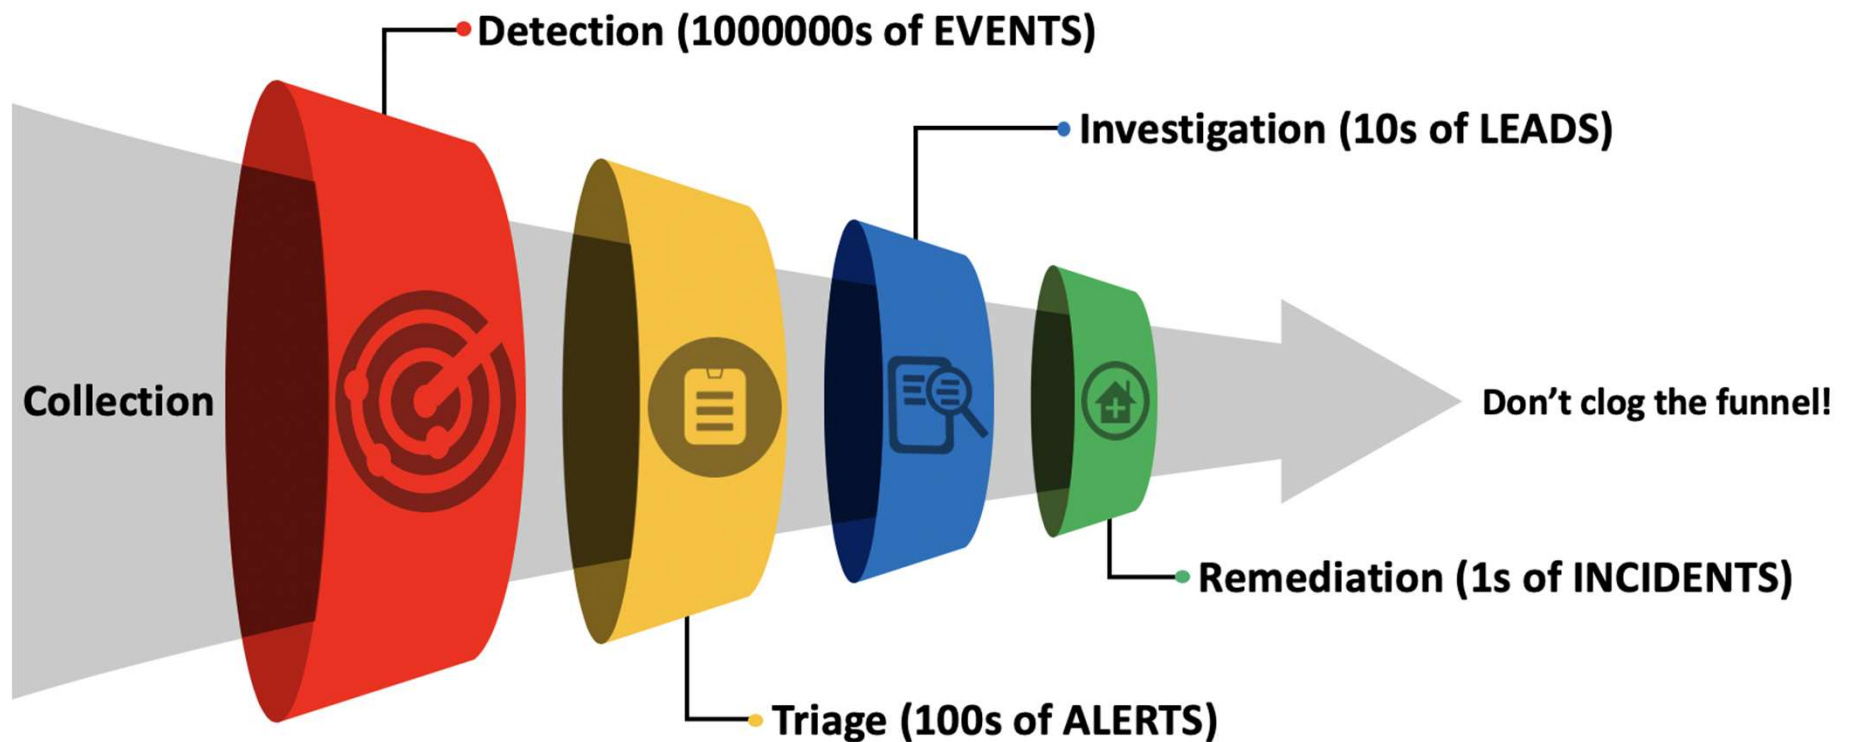 Detection (1000000s of EVENTS)
Investigation (10s of LEADS)
Collection
Don’t clog the funnel!
Remediation (1s of INCIDENTS)
Triage (100s of ALERTS)